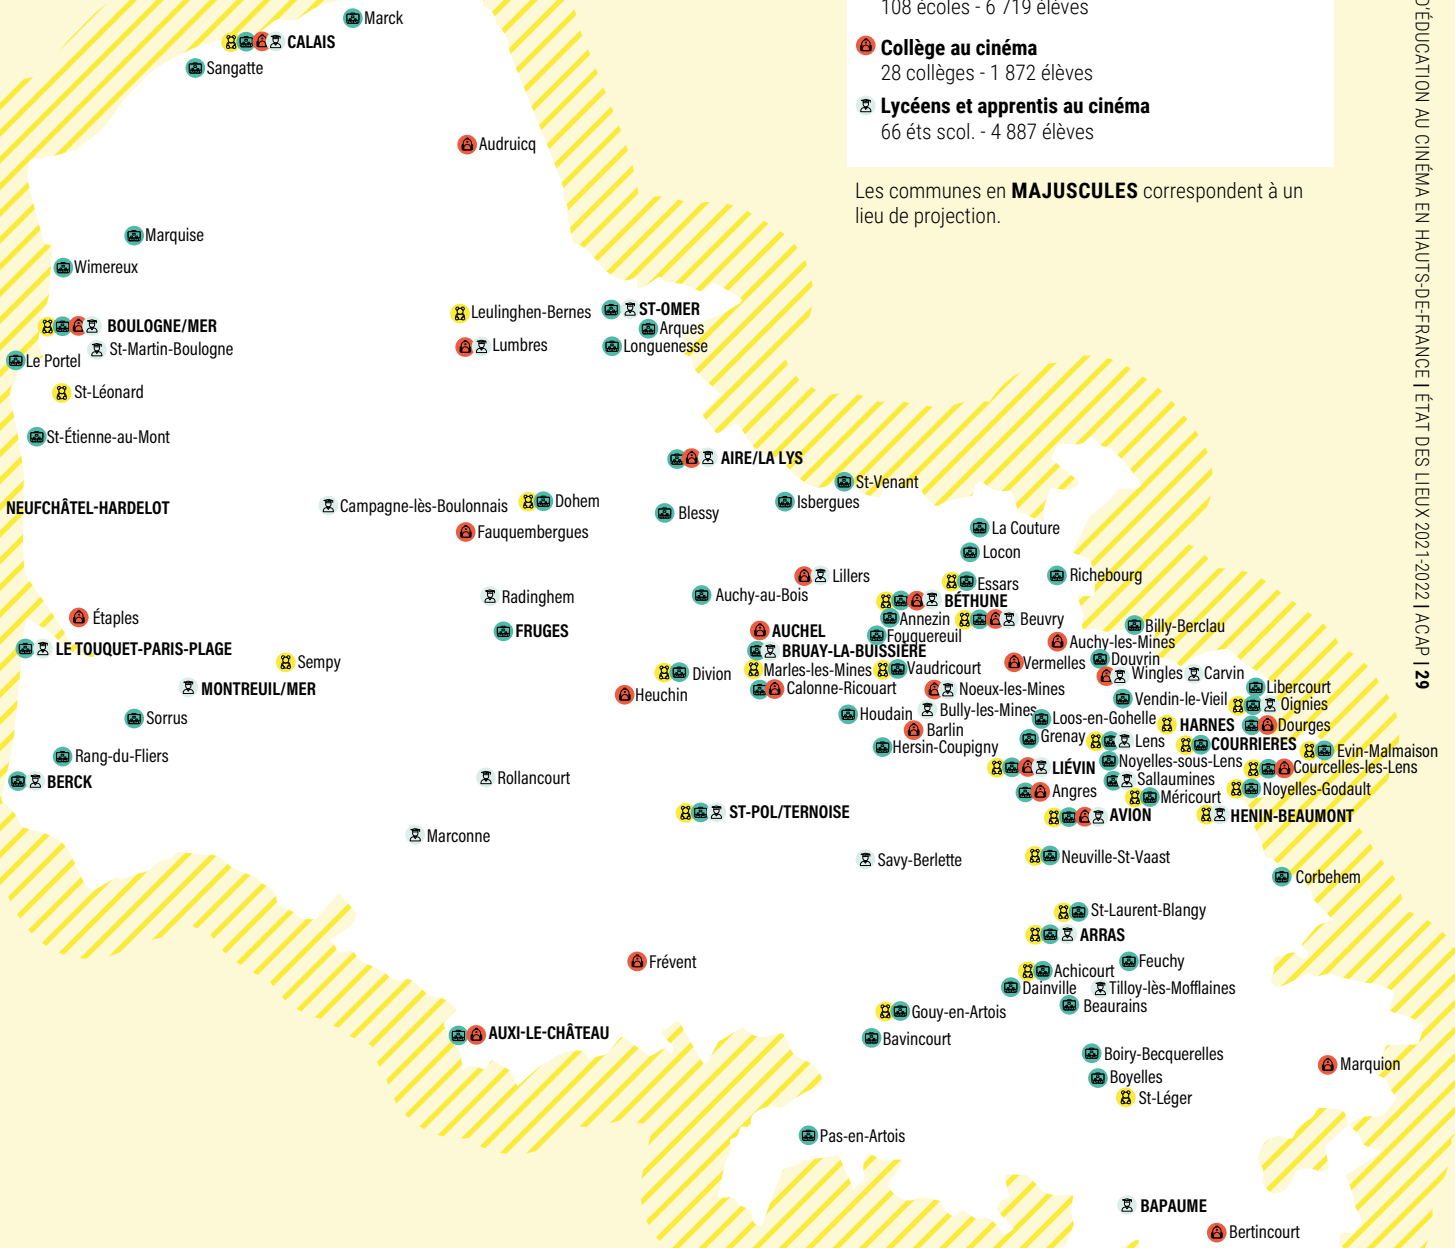 108 écoles - 6 719 élèves
Collège au cinéma
28 collèges - 1 872 élèves
Lycéens et apprentis au cinéma
66 éts scol. - 4 887 élèves
Les communes en MAJUSCULES correspondent à un
lieu de projection.
D'ÉDUCATION AU CINÉMA EN HAUTS-DE-FRANCE | ÉTAT DES LIEUX 2021-2022 | ACAP | 29
Marck
CALAIS
Sangatte
Audruicq
Marquise
Wimereux
BOULOGNE/MER
St-Martin-Boulogne
Le Portel
St-Léonard
St-Étienne-au-Mont
Leulinghen-Bernes
ST-OMER
Arques
Lumbres
Longuenesse
AIRE/LA LYS
St-Venant
Isbergues
Blessy
NEUFCHÂTEL-HARDELOT
Campagne-lès-Boulonnais
Dohem
Fauquembergues
La Couture
Locon
Richebourg
Lillers
Essars
Radinghem
Auchy-au-Bois
BÉTHUNE
Étaples
FRUGES
AUCHEL
Annezin
Beuvry
Billy-Berclau
Fouquereuil
Auchy-les-Mines
LE TOUQUET-PARIS-PLAGE
BRUAY-LA-BUISSIÈRE
Sempy
Divion
Marles-les-Mines
Vaudricourt
Vermelles
Douvrin
Wingles
Carvin
MONTREUIL/MER
Heuchin
Calonne-Ricouart
Noeux-les-Mines
Vendin-le-Vieil
Libercourt
Oignies
Sorrus
Houdain
Bully-les-Mines
Loos-en-Gohelle
HARNES
Dourges
Barlin
Grenay
Lens
COURRIERES
Evin-Malmaison
Rang-du-Fliers
Hersin-Coupigny
Noyelles-sous-Lens
Courcelles-les-Lens
BERCK
Rollancourt
LIÉVIN
Sallaumines
Angres
Méricourt
Noyelles-Godault
ST-POL/TERNOISE
AVION
HENIN-BEAUMONT
Marconne
Savy-Berlette
Neuville-St-Vaast
Corbehem
St-Laurent-Blangy
ARRAS
Frévent
Achicourt
Feuchy
Dainville
Tilloy-lès-Mofflaines
Beaurains
Gouy-en-Artois
AUXI-LE-CHÂTEAU
Bavincourt
Boiry-Becquerelles
Marquion
Boyelles
St-Léger
Pas-en-Artois
BAPAUME
Bertincourt